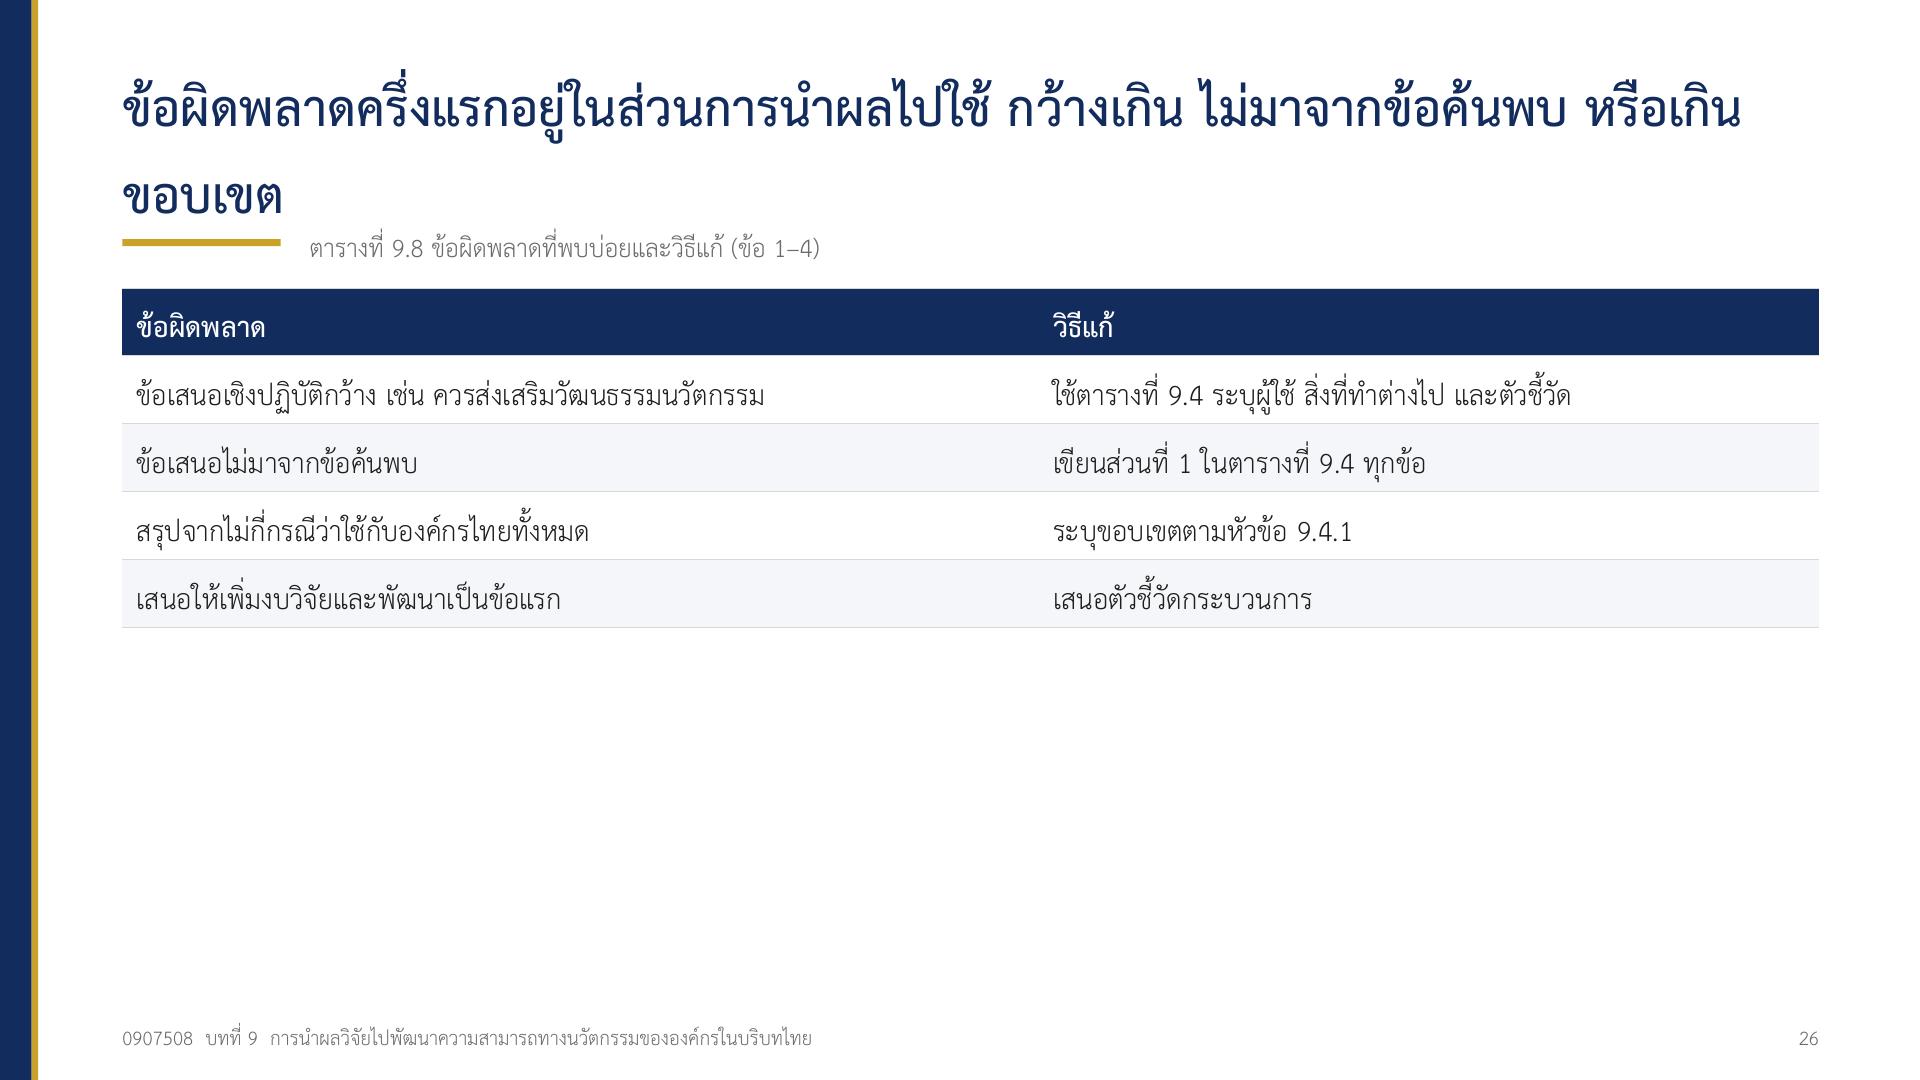 ข้อผิดพลาดครึ่งแรกอยู่ในส่วนการนำผลไปใช้ กว้างเกิน ไม่มาจากข้อค้นพบ หรือเกิน
ขอบเขต
ตารางที่ 9.8 ข้อผิดพลาดที่พบบ่อยและวิธีแก้ (ข้อ 1–4)
ข้อผิดพลาด วิธีแก้
ข้อเสนอเชิงปฏิบัติกว้าง เช่น ควรส่งเสริมวัฒนธรรมนวัตกรรม ใช้ตารางที่ 9.4 ระบุผู้ใช้ สิ่งที่ทำต่างไป และตัวชี้วัด
ข้อเสนอไม่มาจากข้อค้นพบ เขียนส่วนที่ 1 ในตารางที่ 9.4 ทุกข้อ
สรุปจากไม่กี่กรณีว่าใช้กับองค์กรไทยทั้งหมด ระบุขอบเขตตามหัวข้อ 9.4.1
เสนอให้เพิ่มงบวิจัยและพัฒนาเป็นข้อแรก เสนอตัวชี้วัดกระบวนการ
0907508 บทที่ 9 การนำผลวิจัยไปพัฒนาความสามารถทางนวัตกรรมขององค์กรในบริบทไทย 26